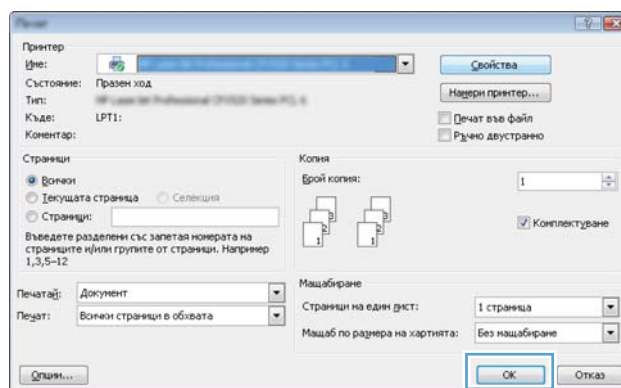 Печат
Принтер
Име:
Свойства
Състояние: Празен ход
Намери принтер...
Тип:
Къде: LPT1:
Печат във файл
Коментар:
Ръчно двустранно
Страници
Всички
Текущата страница Селекция
Страници:
Въведете разделени със запетая номерата на
страниците и/или групите от страници. Например
1,3,5–12
Копия
Брой копия: 1
Комплектуване
Печатай: Документ
Печат: Всички страници в обхвата
Мащабиране
Страници на един лист: 1 страница
Мащаб по размера на хартията: Без мащабиране
Опции...
OK
Отказ